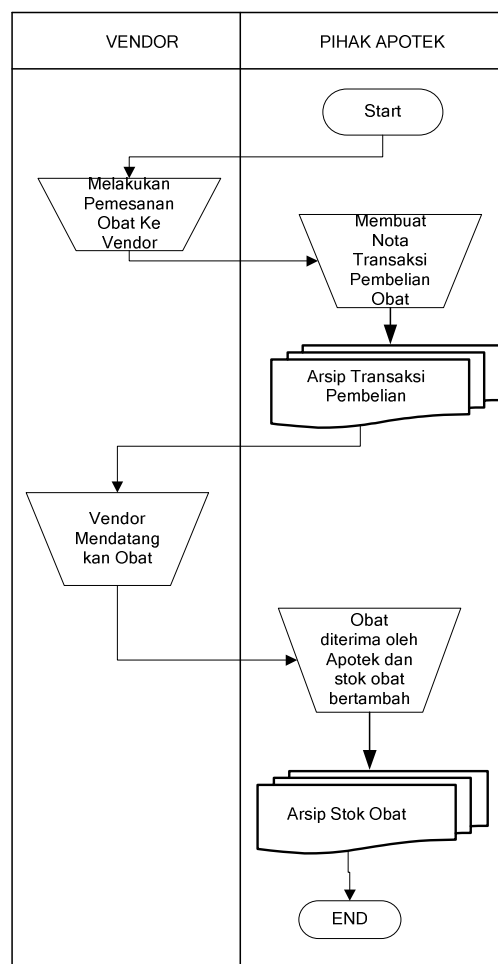 VENDOR
PIHAK APOTEK
Start
Melakukan
Pemesanan
Obat Ke
Vendor
Membuat
Nota
Transaksi
Pembelian
Obat
Arsip Transaksi
Pembelian
Vendor
Mendatang
kan Obat
Obat
diterima oleh
Apotek dan
stok obat
bertambah
Arsip Stok Obat
END